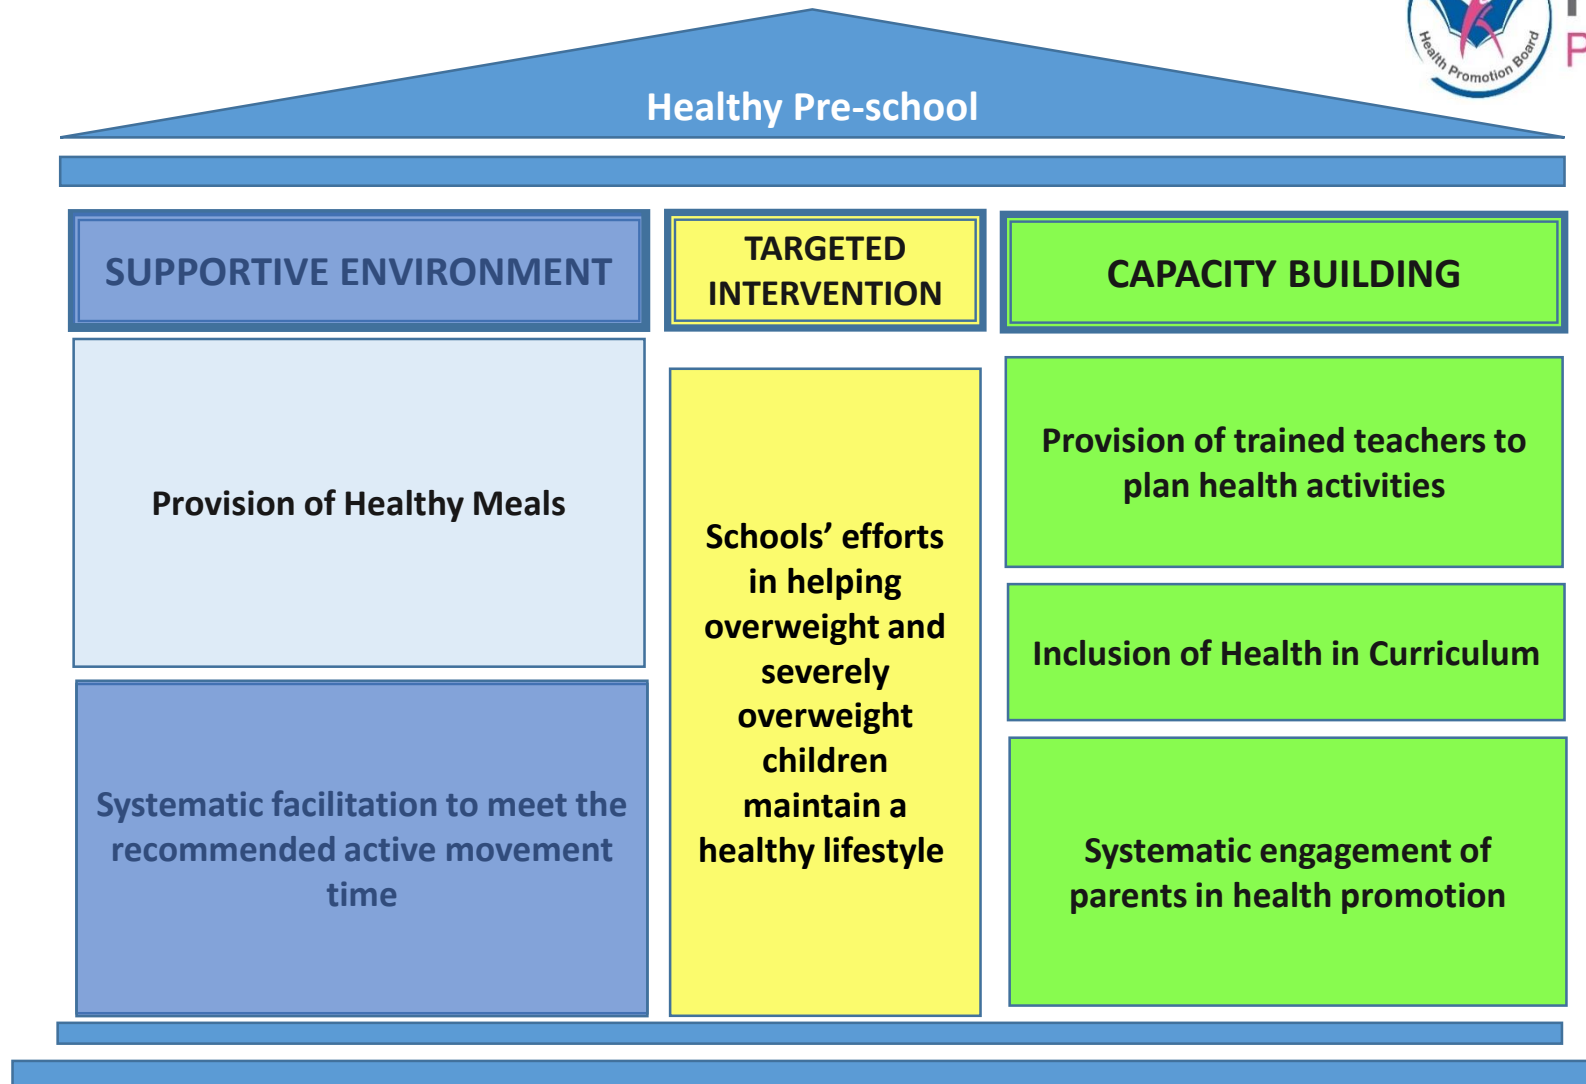 Health Promotion Board
P
Healthy Pre-school
SUPPORTIVE ENVIRONMENT
TARGETED
INTERVENTION
CAPACITY BUILDING
Provision of Healthy Meals
Systematic facilitation to meet the
recommended active movement
time
Schools’ efforts
in helping
overweight and
severely
overweight
children
maintain a
healthy lifestyle
Provision of trained teachers to
plan health activities
Inclusion of Health in Curriculum
Systematic engagement of
parents in health promotion